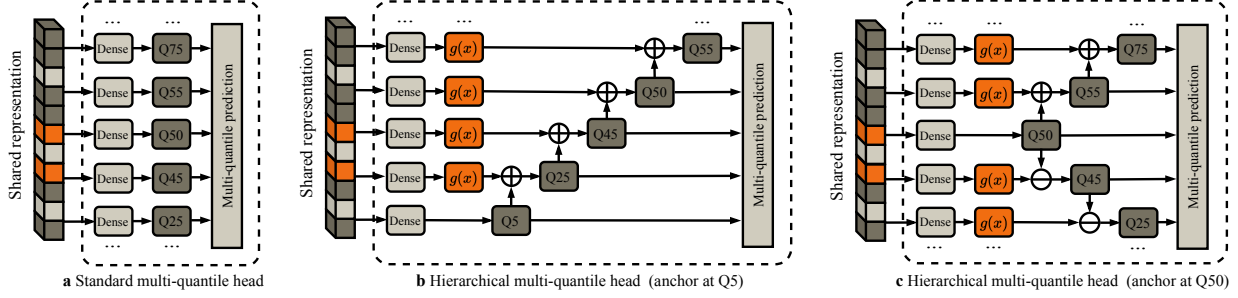 Shared representation
...
Dense
Q75
Dense
Q55
Dense
Q50
Dense
Q45
Dense
Q25
...
Multi-quantile prediction
a Standard multi-quantile head
Shared representation
...
Dense
g(x)
Q55
Dense
g(x)
Q50
Dense
g(x)
Q45
Dense
g(x)
Q25
Dense
Q5
Multi-quantile prediction
b Hierarchical multi-quantile head (anchor at Q5)
Shared representation
...
Dense
g(x)
Q75
Dense
g(x)
Q55
Dense
Q50
Dense
g(x)
Q45
Dense
g(x)
Q25
...
Multi-quantile prediction
c Hierarchical multi-quantile head (anchor at Q50)